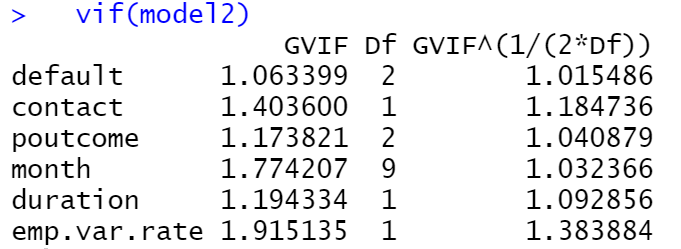 > vif(model2)
GVIF Df GVIF^(1/(2*Df))
default 1.063399 2 1.015486
contact 1.403600 1 1.184736
poutcome 1.173821 2 1.040879
month 1.774207 9 1.032366
duration 1.194334 1 1.092856
emp.var.rate 1.915135 1 1.383884